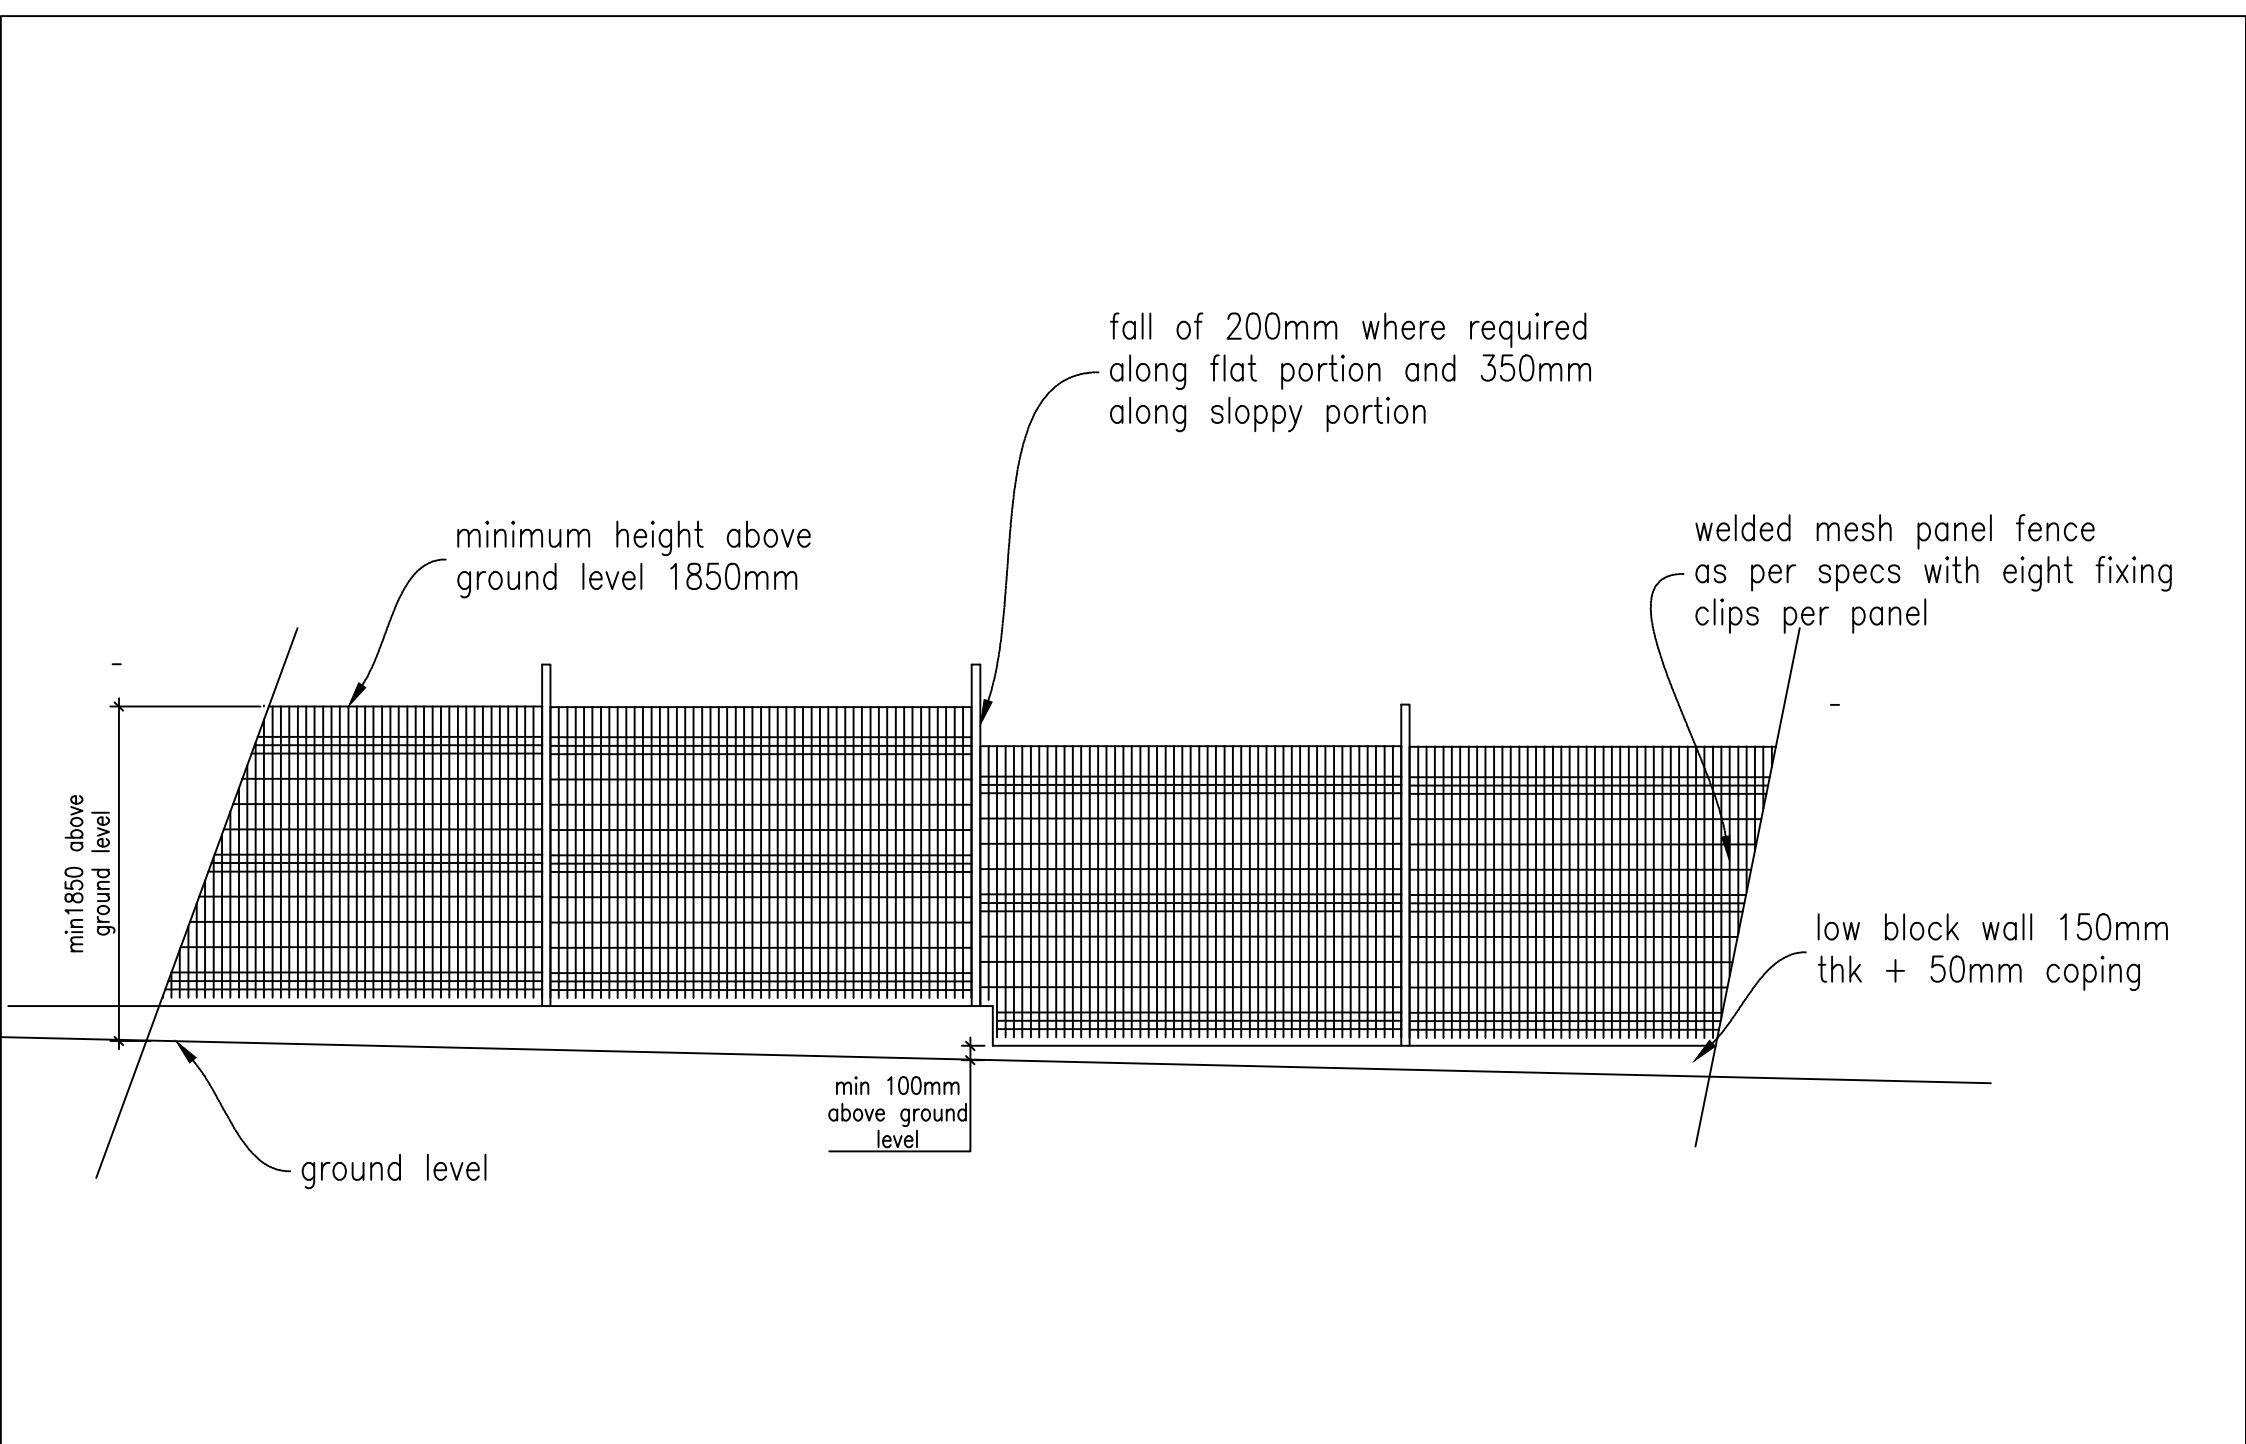 fall of 200mm where required
along flat portion and 350mm
along sloppy portion
minimum height above
ground level 1850mm
welded mesh panel fence
as per specs with eight fixing
clips per panel
min1850 above
ground level
low block wall 150mm
thk + 50mm coping
min 100mm
above ground
level
ground level